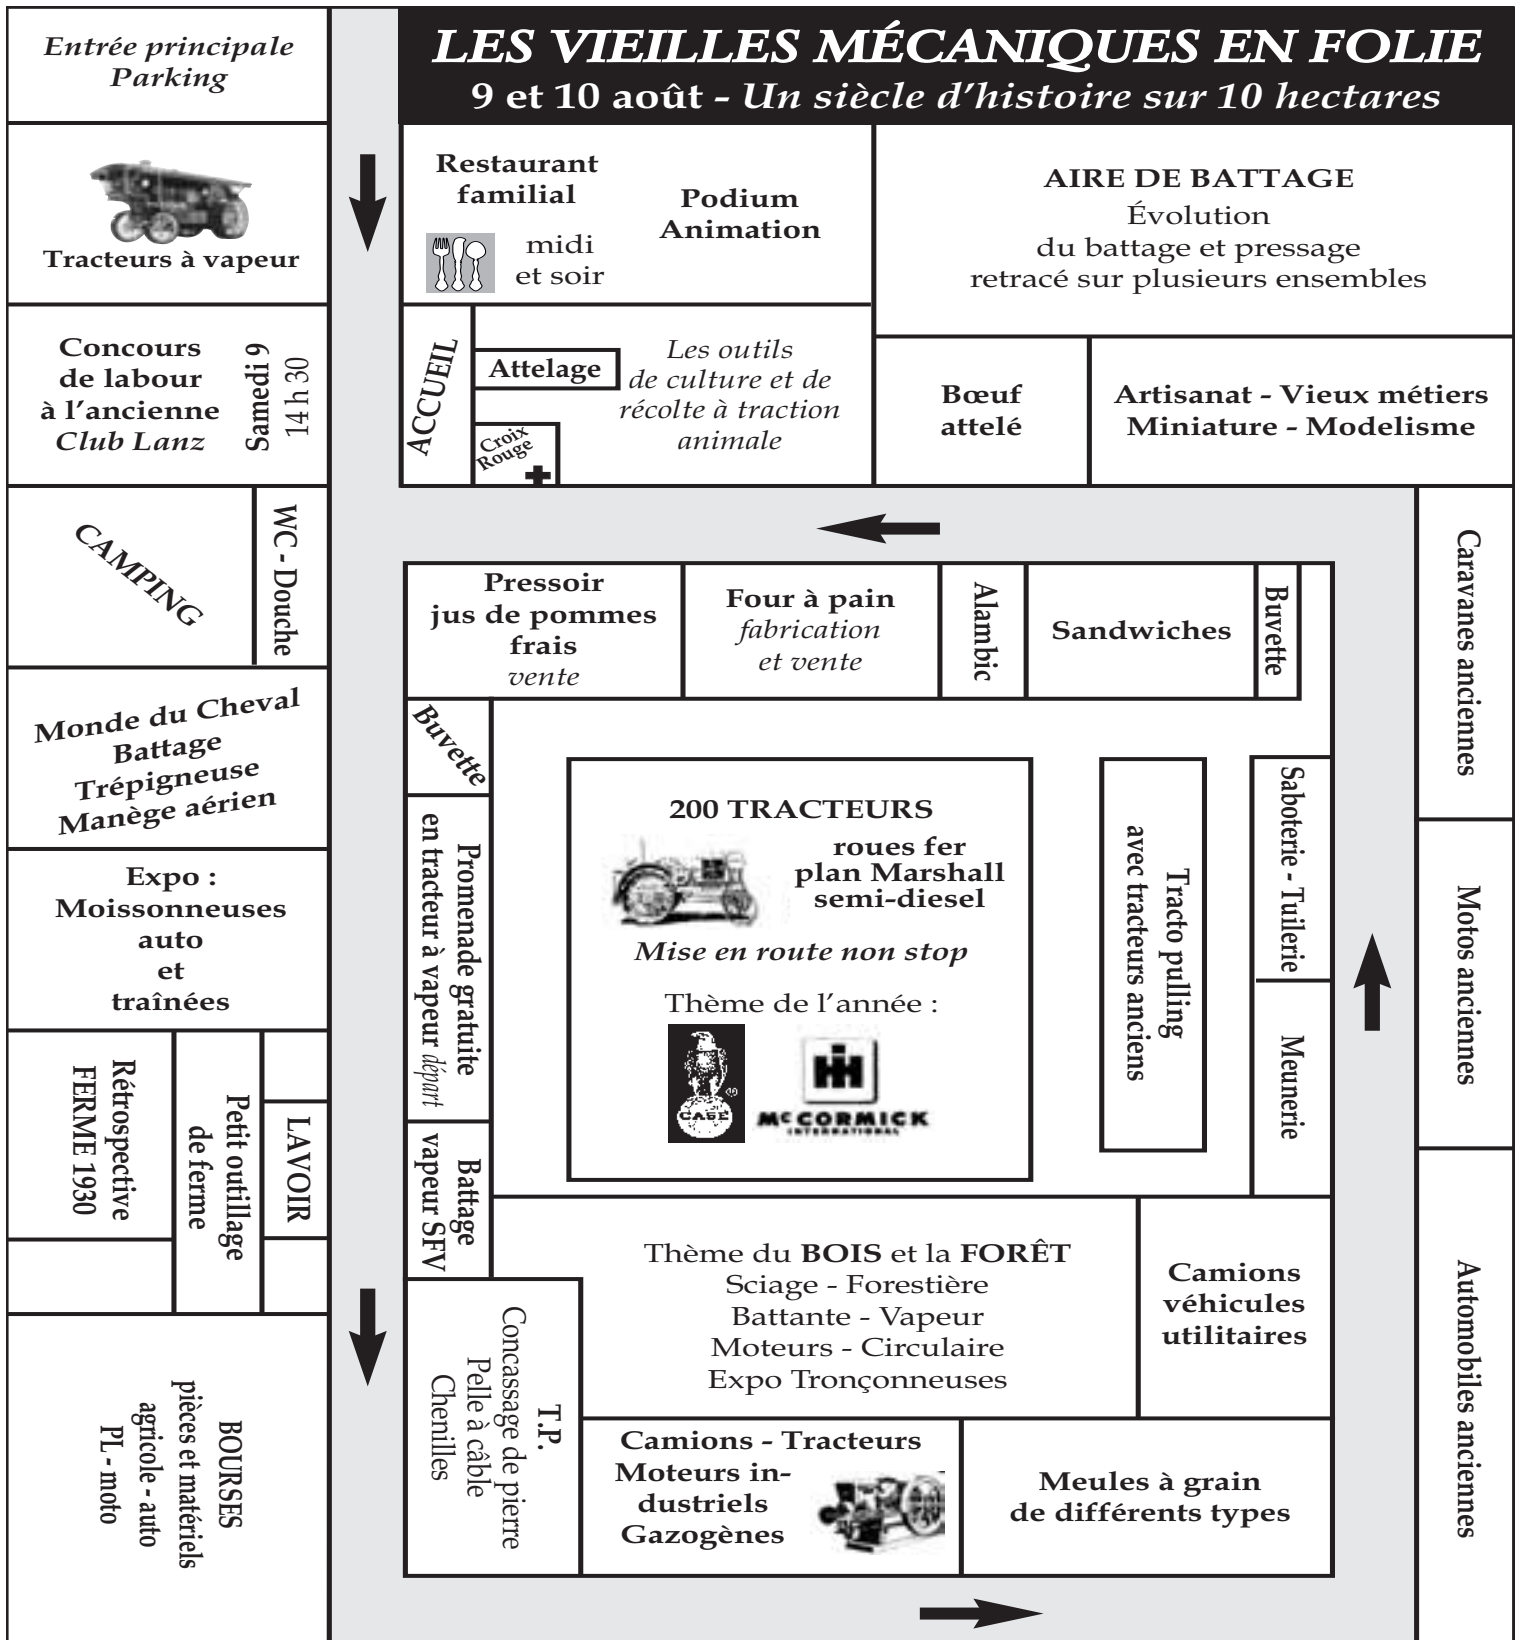 Entrée principale
Parking
LES VIEILLES MÉCANIQUES EN FOLIE
9 et 10 août - Un siècle d'histoire sur 10 hectares
Tracteurs à vapeur
Restaurant
familial
midi
et soir
Podium
Animation
AIRE DE BATTAGE
Évolution
du battage et pressage
retracé sur plusieurs ensembles
Concours
de labour
à l'ancienne
Club Lanz
Samedi 9
14 h 30
ACCUEIL
Attelage
Croix
Rouge
Les outils
de culture et de
récolte à traction
animale
Bœuf
attelé
Artisanat - Vieux métiers
Miniature - Modelisme
CAMPING
WC - Douche
Pressoir
jus de pommes
frais
vente
Four à pain
fabrication
et vente
Alambic
Sandwiches
Buvette
Caravanes anciennes
Monde du Cheval
Battage
Trépigneuse
Manège aérien
Buvette
200 TRACTEURS
roues fer
plan Marshall
semi-diesel
Mise en route non stop
Thème de l'année :
CASE ®
IH
MCCORMICK
INTERNATIONAL
Tracto pulling
avec tracteurs anciens
Saboterie - Tuilerie
Meunerie
Motos anciennes
Expo :
Moissonneuses
auto
et
traînées
Promenade gratuite
en tracteur à vapeur départ
Rétrospective
FERME 1930
Petit outillage
de ferme
LAVOIR
Battage
vapeur SFV
Thème du BOIS et la FORÊT
Sciage - Forestière
Battante - Vapeur
Moteurs - Circulaire
Expo Tronçonneuses
Camions
véhicules
utilitaires
Automobiles anciennes
BOURSES
pièces et matériels
agricole - auto
PL - moto
T.P.
Concassage de pierre
Pelle à câble
Chenilles
Camions - Tracteurs
Moteurs in-
dustriels
Gazogènes
Meules à grain
de différents types